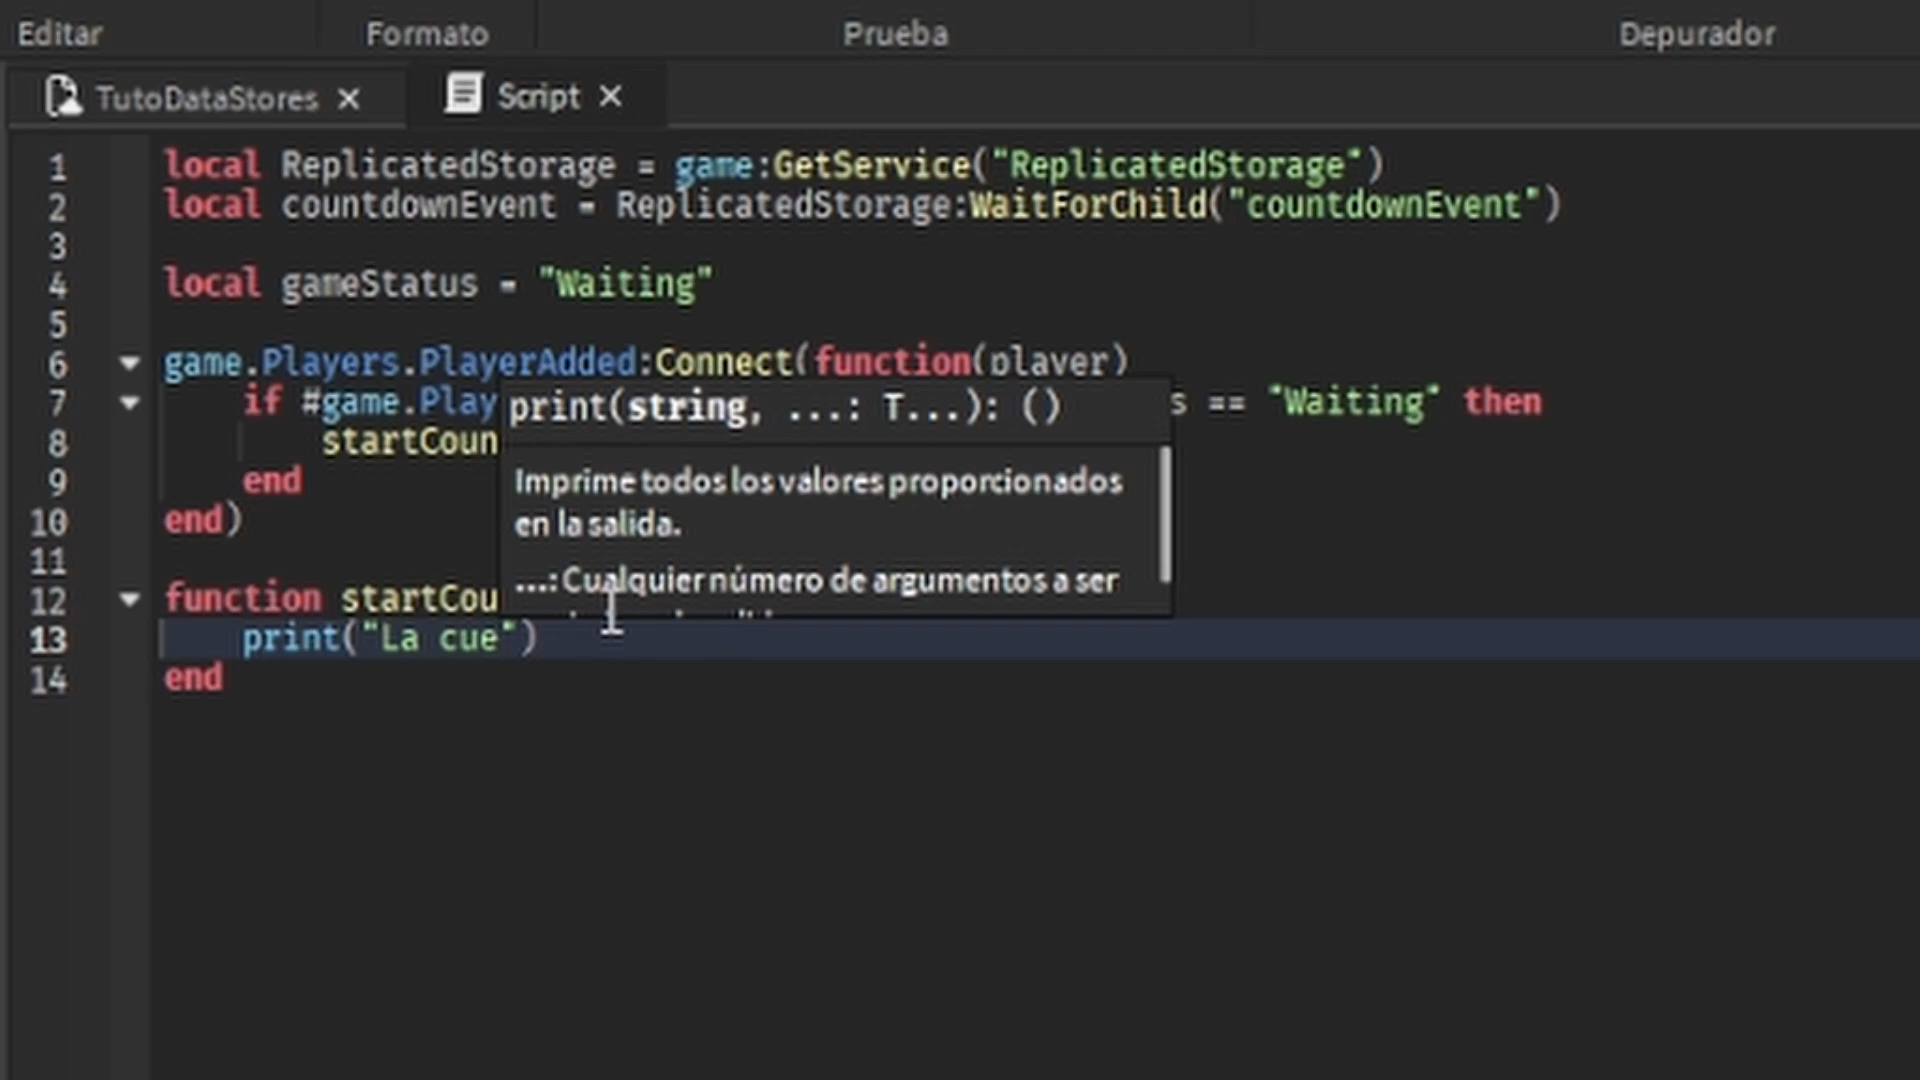 Editar Formato Prueba Depurador
TutoDataStores Script
1 local ReplicatedStorage = game:GetService("ReplicatedStorage")
2 local countdownEvent = ReplicatedStorage:WaitForChild("countdownEvent")
3
4 local gameStatus = "Waiting"
5
6 game.Players.PlayerAdded:Connect(function(player)
7 if #game.Play s == "Waiting" then
print(string, ...: T...): ()
8 startCoun
Imprime todos los valores proporcionados
9 end
en la salida.
10 end)
11
...: Cualquier número de argumentos a ser
12 function startCou
13 print("La cue")
14 end